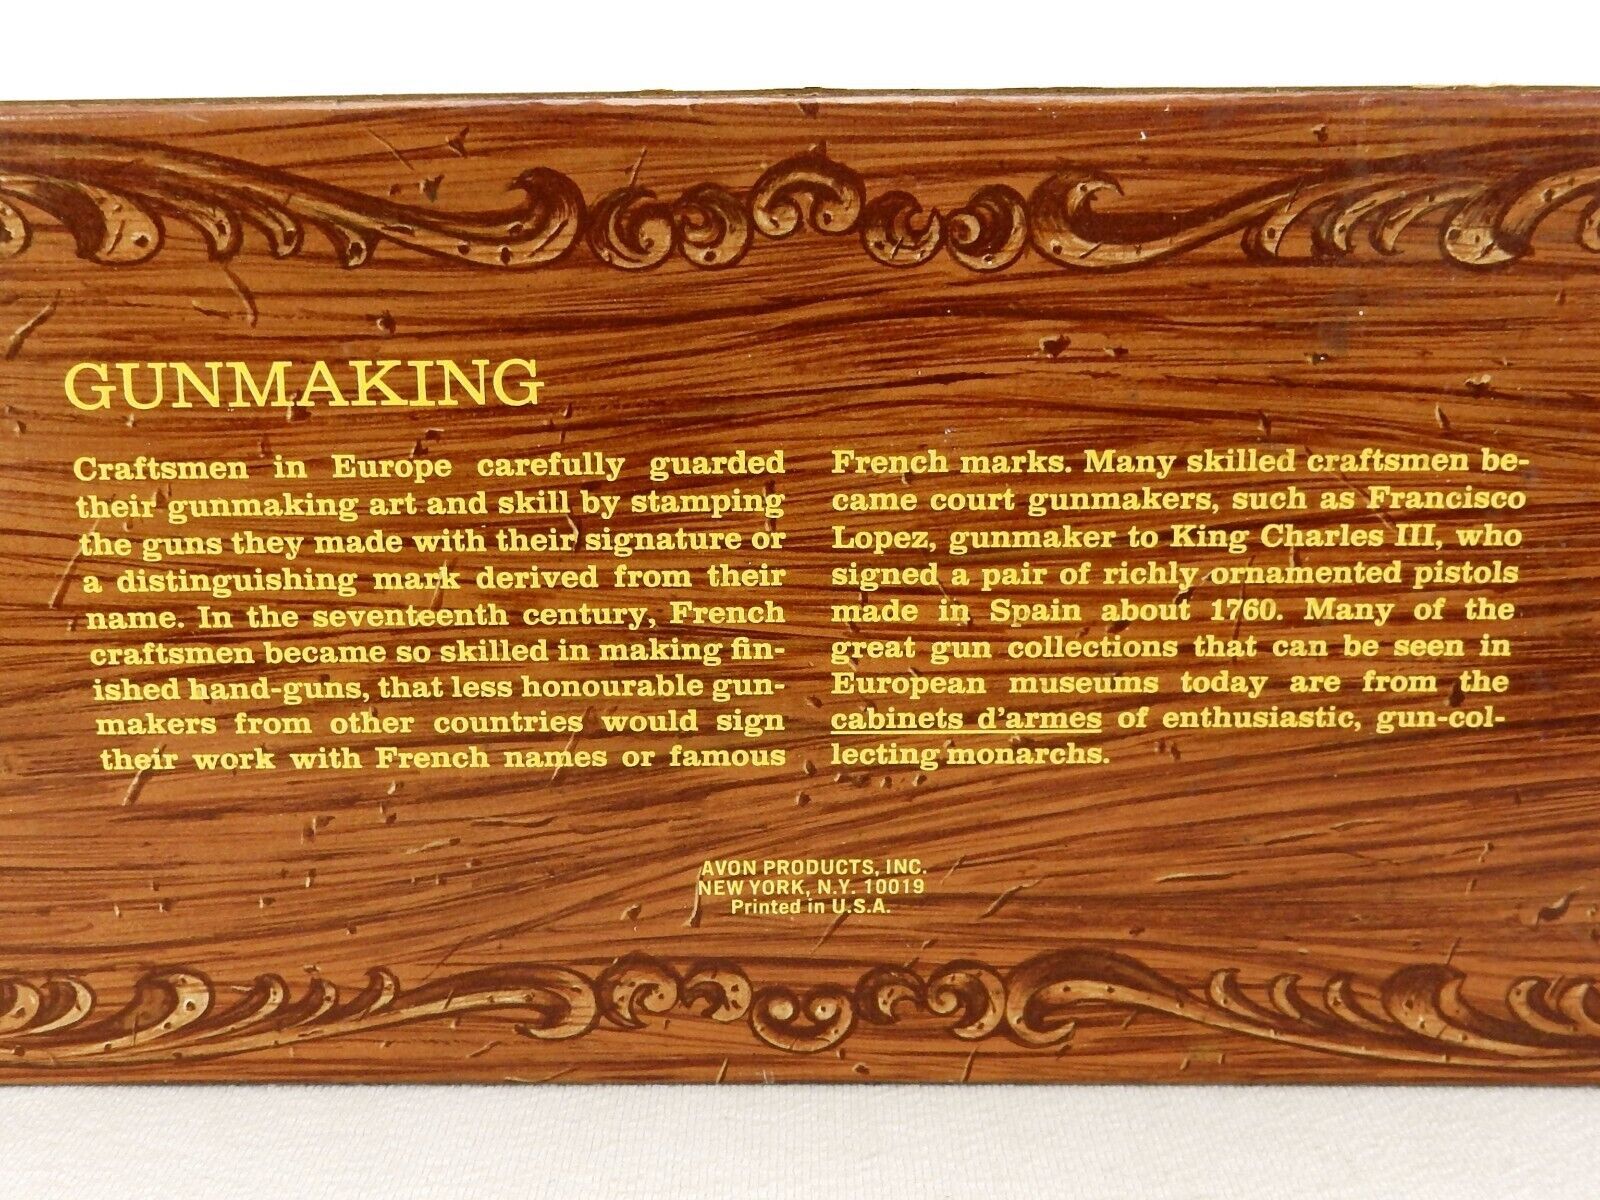 GUNMAKING
Craftsmen in Europe carefully guarded
their gunmaking art and skill by stamping
the guns they made with their signature or
a distinguishing mark derived from their
name. In the seventeenth century, French
craftsmen became so skilled in making fin-
ished hand-guns, that less honourable gun-
makers from other countries would sign
their work with French names or famous
French marks. Many skilled craftsmen be-
came court gunmakers, such as Francisco
Lopez, gunmaker to King Charles III, who
signed a pair of richly ornamented pistols
made in Spain about 1760. Many of the
great gun collections that can be seen in
European museums today are from the
cabinets d'armes of enthusiastic, gun-col-
lecting monarchs.
AVON PRODUCTS, INC.
NEW YORK, N.Y. 10019
Printed in U.S.A.